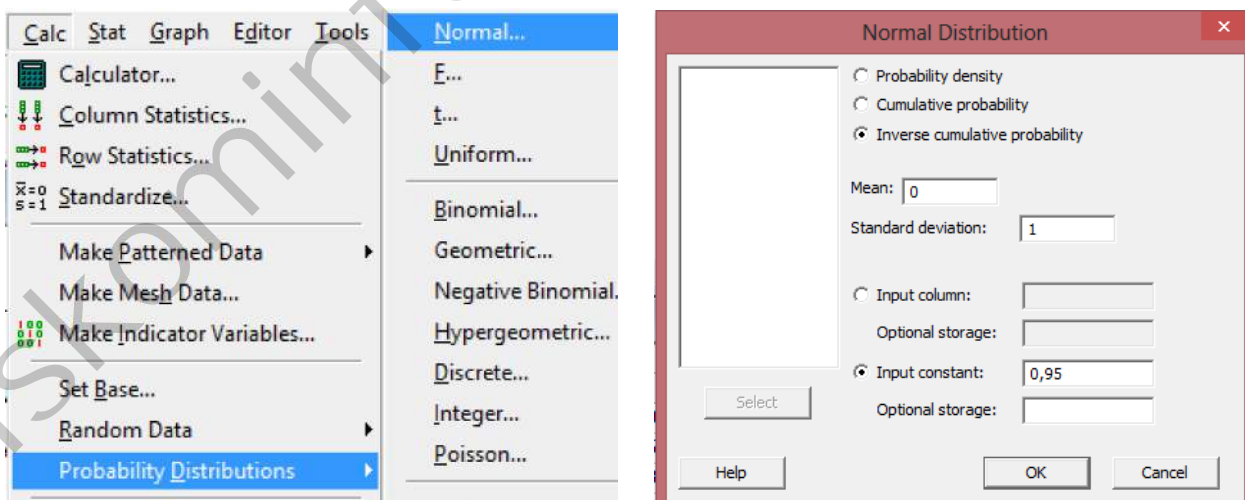 Calc Stat Graph Editor Tools
Calculator...
Column Statistics...
Row Statistics...
x̄=0
s=1 Standardize...
Make Patterned Data
Make Mesh Data...
Make Indicator Variables...
Set Base...
Random Data
Probability Distributions
Normal...
F...
t...
Uniform...
Binomial...
Geometric...
Negative Binomial.
Hypergeometric...
Discrete...
Integer...
Poisson...
Normal Distribution
Probability density
Cumulative probability
Inverse cumulative probability
Mean: 0
Standard deviation: 1
Input column:
Optional storage:
Input constant: 0,95
Optional storage:
Select
Help OK Cancel